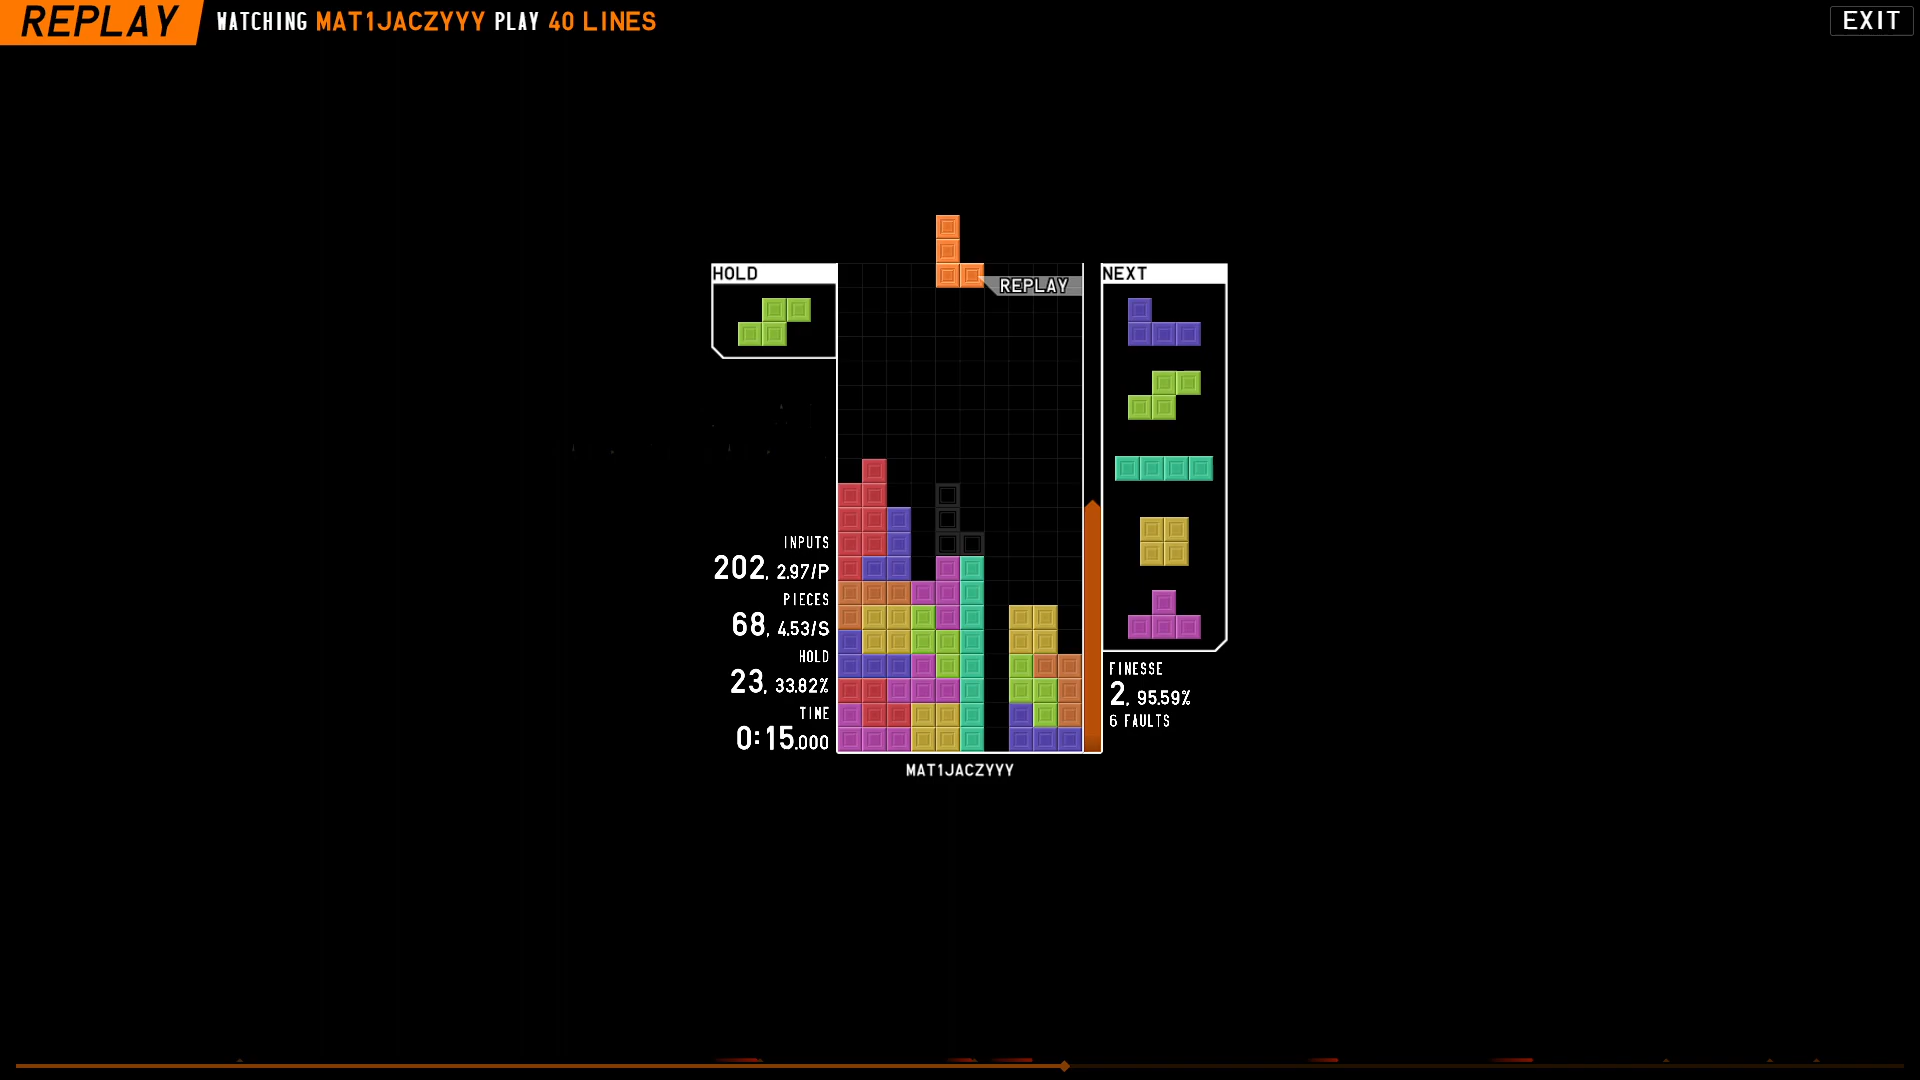 REPLAY WATCHING MAT1JACZYYY PLAY 40 LINES EXIT
HOLD
NEXT
REPLAY
INPUTS
202, 2.97/P
PIECES
68, 4.53/S
HOLD
23, 33.82%
TIME
0:15.000
FINESSE
2, 95.59%
6 FAULTS
MAT1JACZYYY